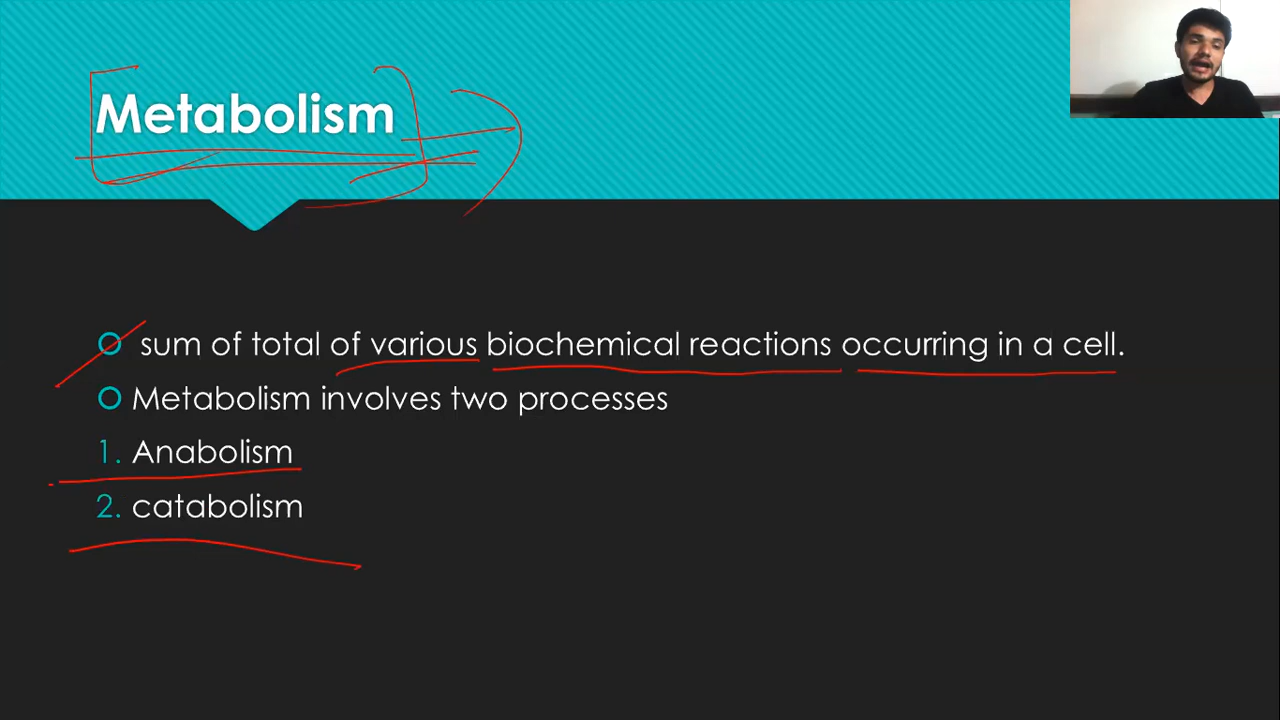 Metabolism
sum of total of various biochemical reactions occurring in a cell.
Metabolism involves two processes
1. Anabolism
2. catabolism